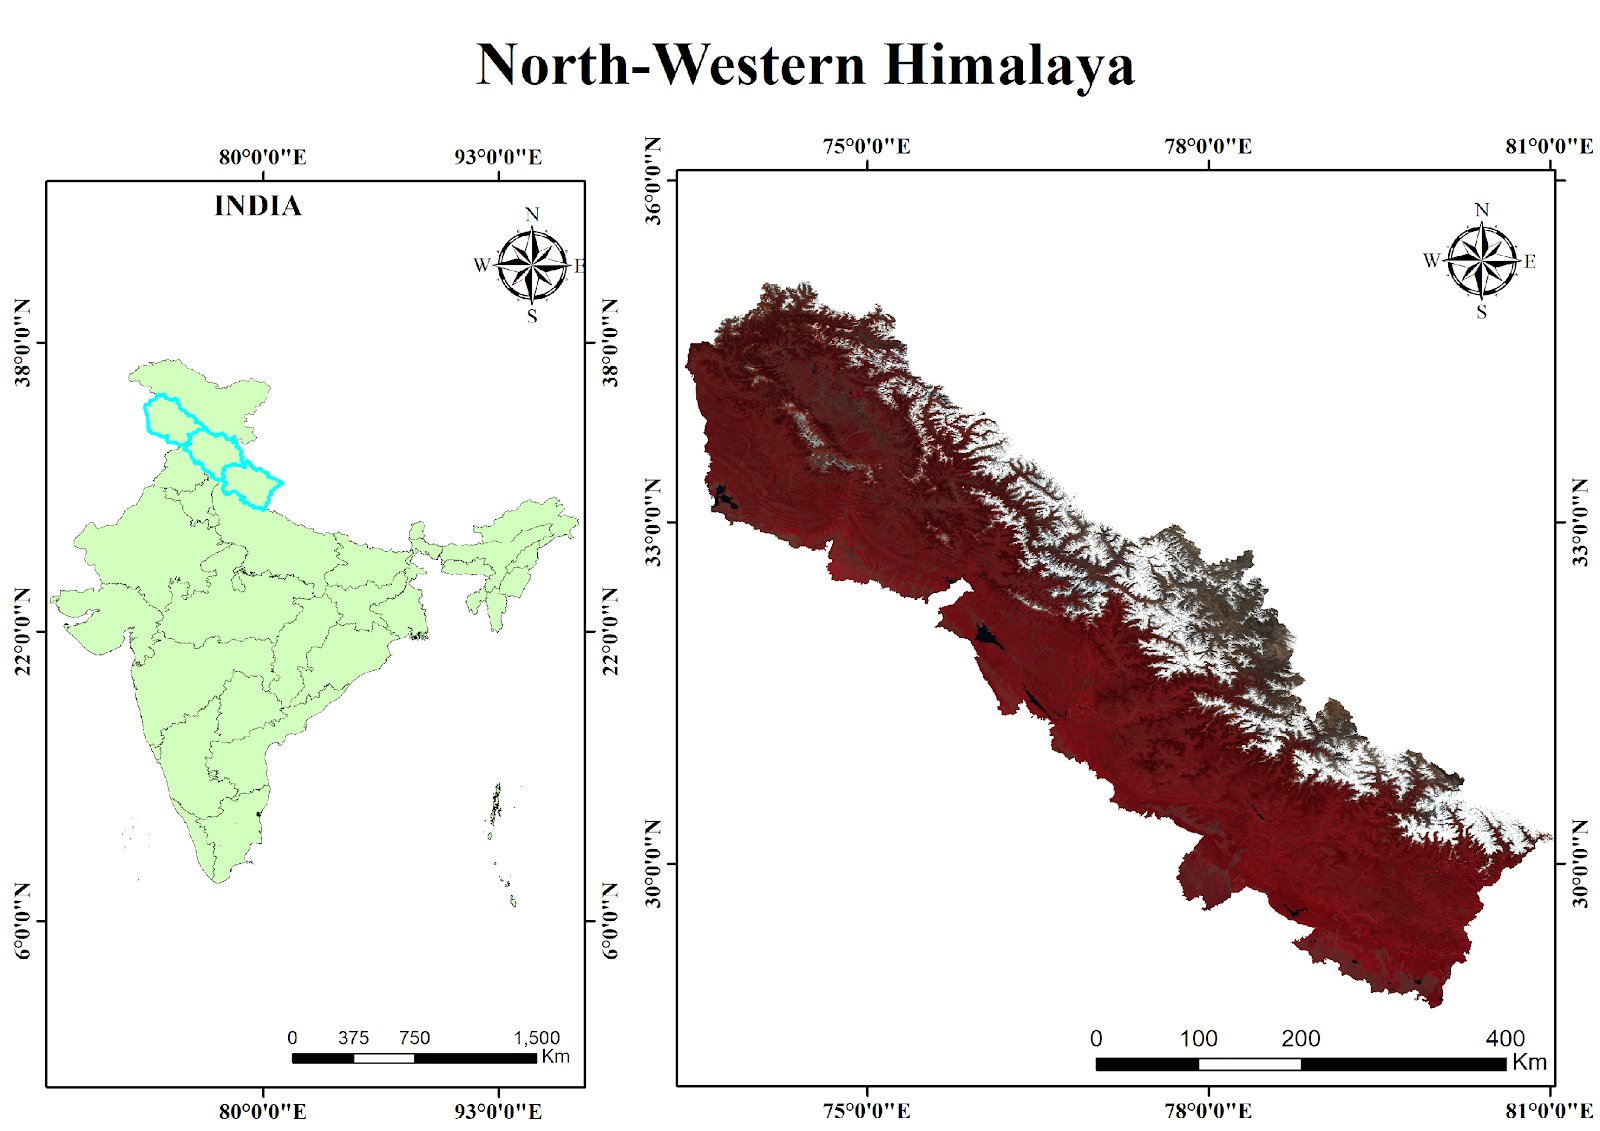 North-Western Himalaya
80°0'0"E 93°0'0"E
INDIA
N
W E
S
38°0'0"N 38°0'0"N
22°0'0"N 22°0'0"N
6°0'0"N 6°0'0"N
0 375 750 1,500
Km
80°0'0"E 93°0'0"E
75°0'0"E 78°0'0"E 81°0'0"E
36°0'0"N
N
W E
S
33°0'0"N 33°0'0"N
30°0'0"N 30°0'0"N
0 100 200 400
Km
75°0'0"E 78°0'0"E 81°0'0"E